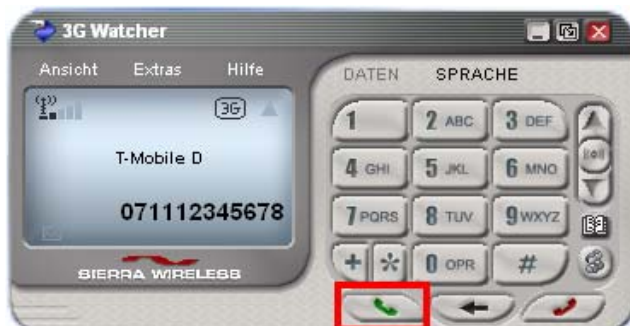 3G Watcher
Ansicht Extras Hilfe
DATEN SPRACHE
3G
T-Mobile D
071112345678
SIERRA WIRELESS
1 2 ABC 3 DEF
4 GHI 5 JKL 6 MNO
7 PQRS 8 TUV 9 WXYZ
+ * 0 OPR #